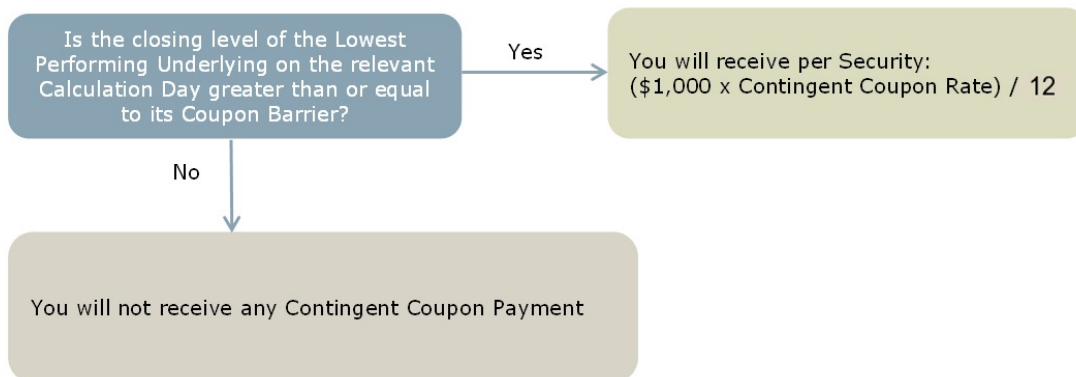 Is the closing level of the Lowest
Performing Underlying on the relevant
Calculation Day greater than or equal
to its Coupon Barrier?
Yes
You will receive per Security:
($1,000 x Contingent Coupon Rate) / 12
No
You will not receive any Contingent Coupon Payment